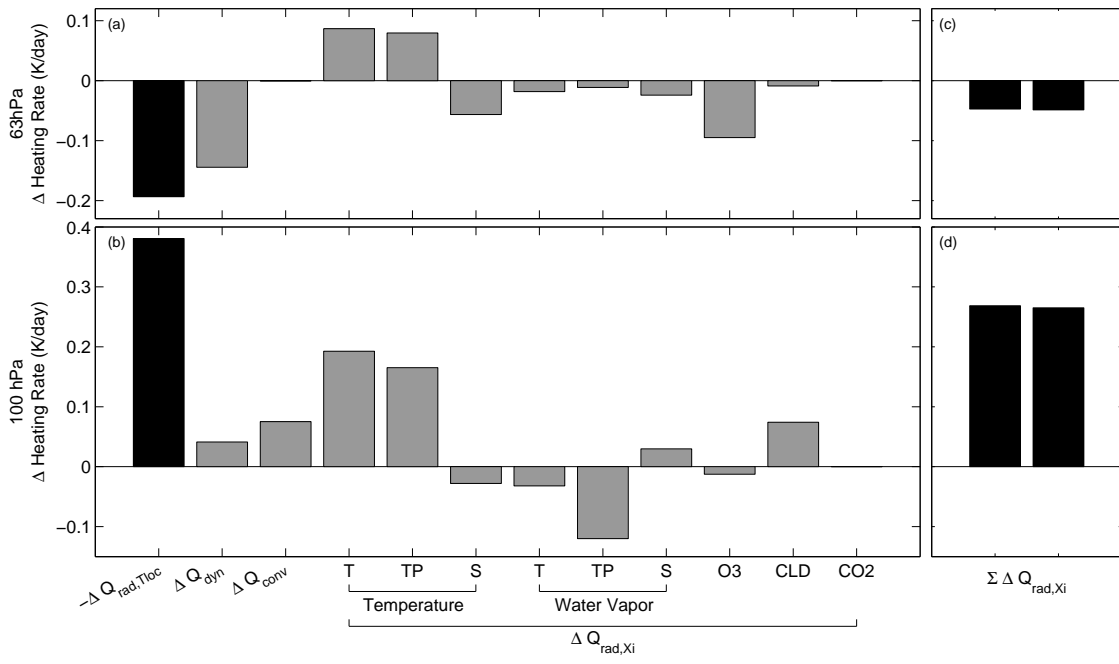 (a)
(c)
63hPa
Δ Heating Rate (K/day)
0.1
0
−0.1
−0.2
(b)
(d)
100 hPa
Δ Heating Rate (K/day)
0.4
0.3
0.2
0.1
0
−0.1
−Δ Q_rad,Tloc Δ Q_dyn Δ Q_conv T TP S T TP S O3 CLD CO2
Σ Δ Q_rad,Xi
Temperature Water Vapor
Δ Q_rad,Xi